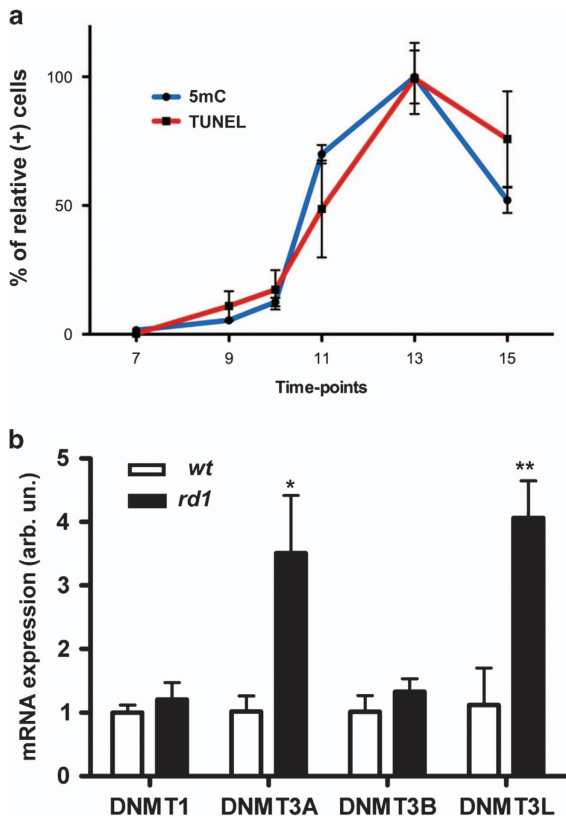 a
% of relative (+) cells
100
50
0
5mC
TUNEL
7 9 10 11 13 15
Time-points
b
mRNA expression (arb. un.)
5
4
3
2
1
0
wt
rd1
*
**
DNMT1 DNMT3A DNMT3B DNMT3L